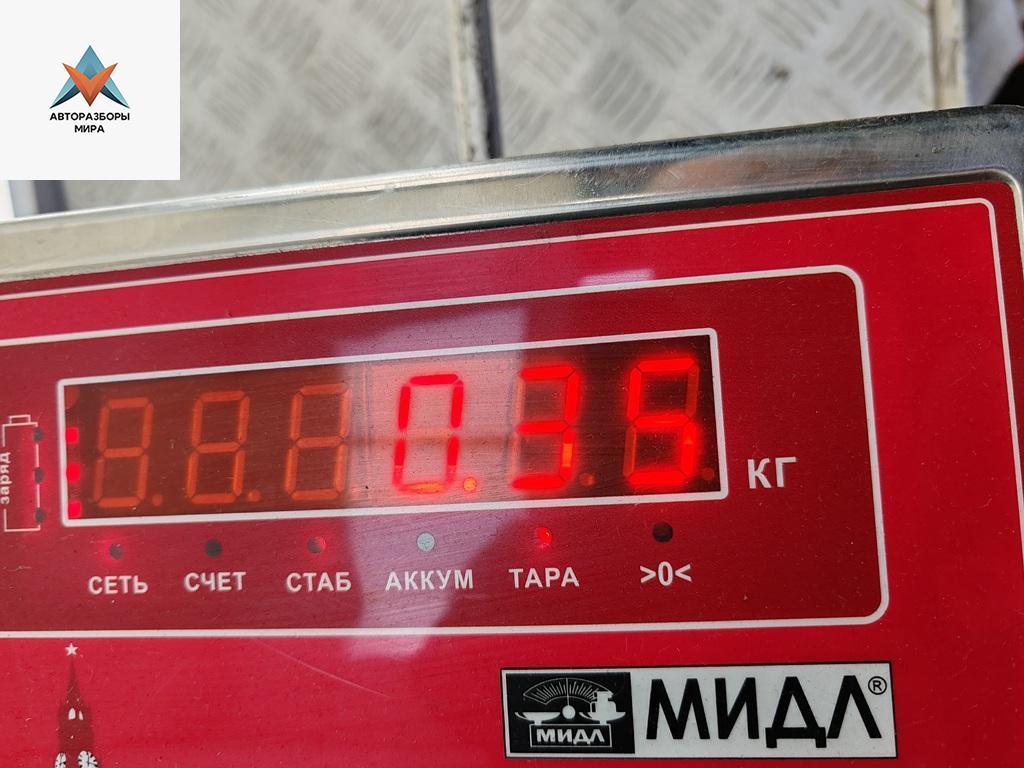 АВТОРАЗБОРЫ
МИРА
заряд
0.35
КГ
СЕТЬ СЧЕТ СТАБ АККУМ ТАРА >0<
МИДЛ
МИДЛ®